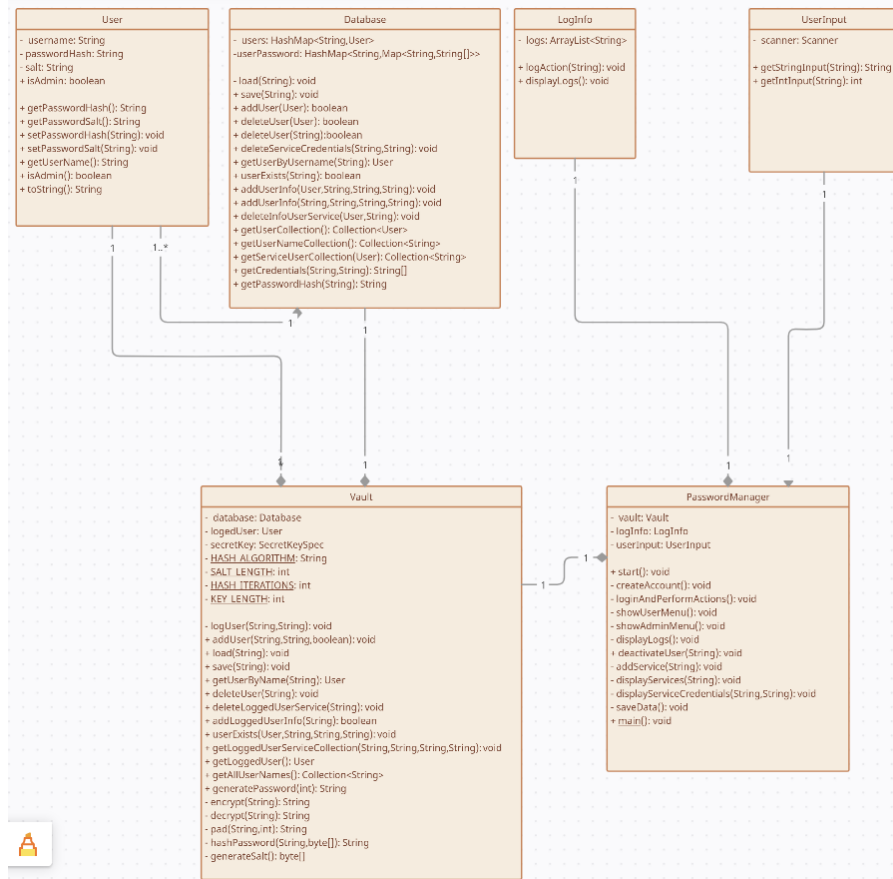 User
- username: String
- passwordHash: String
- salt: String
+ isAdmin: boolean
+ getPasswordHash(): String
+ getPasswordSalt(): String
+ setPasswordHash(String): void
+ setPasswordSalt(String): void
+ getUserName(): String
+ isAdmin(): boolean
+ toString(): String
Database
- users: HashMap<String,User>
-userPassword: HashMap<String,Map<String,String[]>>
- load(String): void
+ save(String): void
+ addUser(User): boolean
+ deleteUser(User): boolean
+ deleteUser(String):boolean
+ deleteServiceCredentials(String,String): void
+ getUserByUsername(String): User
+ userExists(String): boolean
+ addUserInfo(User,String,String,String): void
+ addUserInfo(String,String,String,String): void
+ deleteInfoUserService(User,String): void
+ getUserCollection(): Collection<User>
+ getUserNameCollection(): Collection<String>
+ getServiceUserCollection(User): Collection<String>
+ getCredentials(String,String): String[]
+ getPasswordHash(String): String
LogInfo
- logs: ArrayList<String>
+ logAction(String): void
+ displayLogs(): void
UserInput
- scanner: Scanner
+ getStringInput(String): String
+ getIntInput(String): int
1
1
1
1..*
1
1
1
1
1
1
Vault
- database: Database
- logedUser: User
- secretKey: SecretKeySpec
- HASH_ALGORITHM: String
- SALT_LENGTH: int
- HASH_ITERATIONS: int
- KEY_LENGTH: int
- logUser(String,String): void
+ addUser(String,String,boolean): void
+ load(String): void
+ save(String): void
+ getUserByName(String): User
+ deleteUser(String): void
+ deleteLoggedUserService(String): void
+ addLoggedUserInfo(String): boolean
+ userExists(User,String,String,String): void
+ getLoggedUserServiceCollection(String,String,String,String): void
+ getLoggedUser(): User
+ getAllUserNames(): Collection<String>
+ generatePassword(int): String
- encrypt(String): String
- decrypt(String): String
- pad(String,int): String
- hashPassword(String,byte[]): String
- generateSalt(): byte[]
1
1
PasswordManager
- vault: Vault
- logInfo: LogInfo
- userInput: UserInput
+ start(): void
- createAccount(): void
- loginAndPerformActions(): void
- showUserMenu(): void
- showAdminMenu(): void
- displayLogs(): void
+ deactivateUser(String): void
- addService(String): void
- displayServices(String): void
- displayServiceCredentials(String,String): void
- saveData(): void
+ main(): void